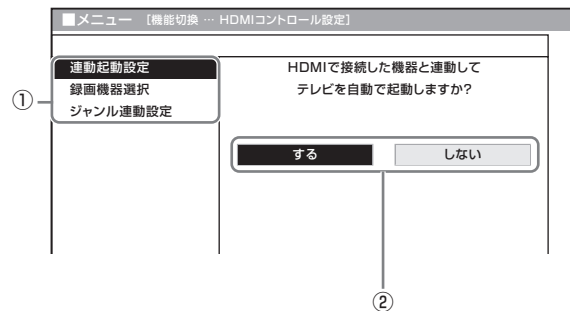 ■メニュー [機能切換 … HDMIコントロール設定]
連動起動設定
録画機器選択
ジャンル連動設定
①
HDMIで接続した機器と連動して
テレビを自動で起動しますか?
する
しない
②